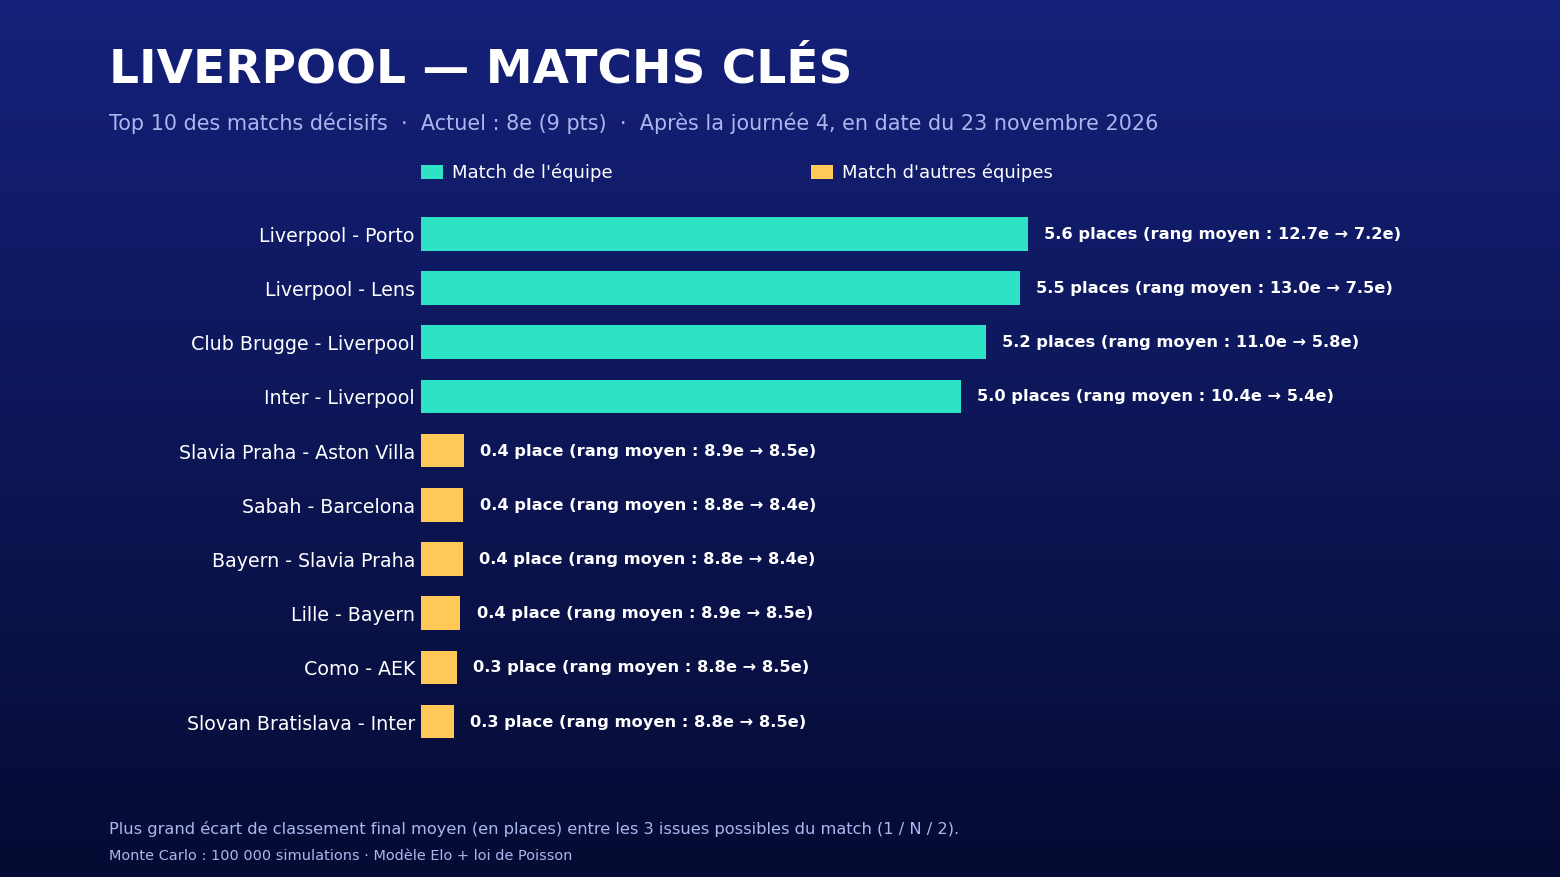 LIVERPOOL — MATCHS CLÉS
Top 10 des matchs décisifs · Actuel : 8e (9 pts) · Après la journée 4, en date du 23 novembre 2026
Match de l'équipe Match d'autres équipes
Liverpool - Porto 5.6 places (rang moyen : 12.7e → 7.2e)
Liverpool - Lens 5.5 places (rang moyen : 13.0e → 7.5e)
Club Brugge - Liverpool 5.2 places (rang moyen : 11.0e → 5.8e)
Inter - Liverpool 5.0 places (rang moyen : 10.4e → 5.4e)
Slavia Praha - Aston Villa 0.4 place (rang moyen : 8.9e → 8.5e)
Sabah - Barcelona 0.4 place (rang moyen : 8.8e → 8.4e)
Bayern - Slavia Praha 0.4 place (rang moyen : 8.8e → 8.4e)
Lille - Bayern 0.4 place (rang moyen : 8.9e → 8.5e)
Como - AEK 0.3 place (rang moyen : 8.8e → 8.5e)
Slovan Bratislava - Inter 0.3 place (rang moyen : 8.8e → 8.5e)
Plus grand écart de classement final moyen (en places) entre les 3 issues possibles du match (1 / N / 2).
Monte Carlo : 100 000 simulations · Modèle Elo + loi de Poisson